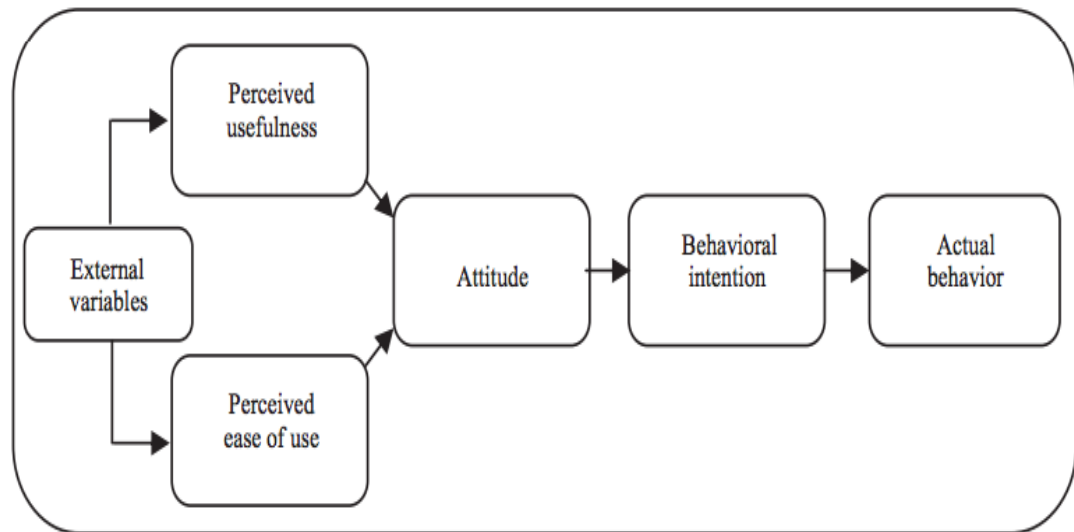 Perceived
usefulness
External
variables
Perceived
ease of use
Attitude
Behavioral
intention
Actual
behavior